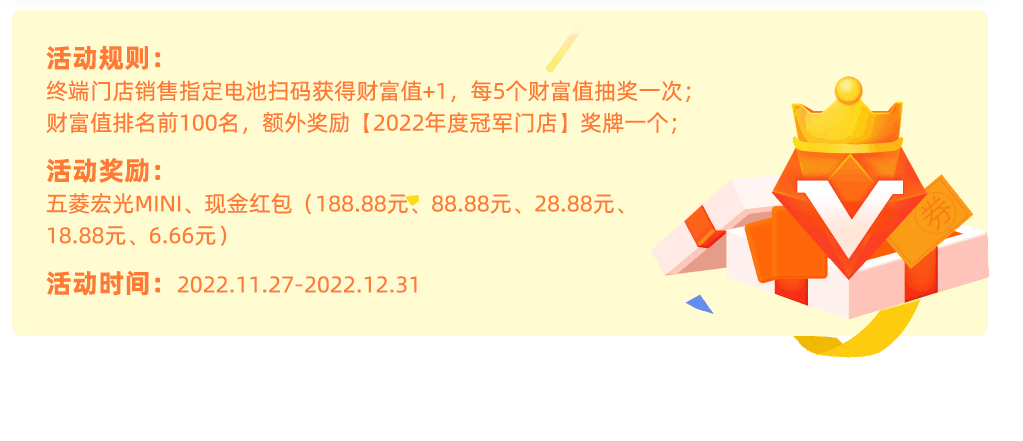 活动规则：
终端门店销售指定电池扫码获得财富值+1，每5个财富值抽奖一次；
财富值排名前100名，额外奖励【2022年度冠军门店】奖牌一个；
活动奖励：
五菱宏光MINI、现金红包（188.88元、88.88元、28.88元、
18.88元、6.66元）
活动时间：2022.11.27-2022.12.31
V
券